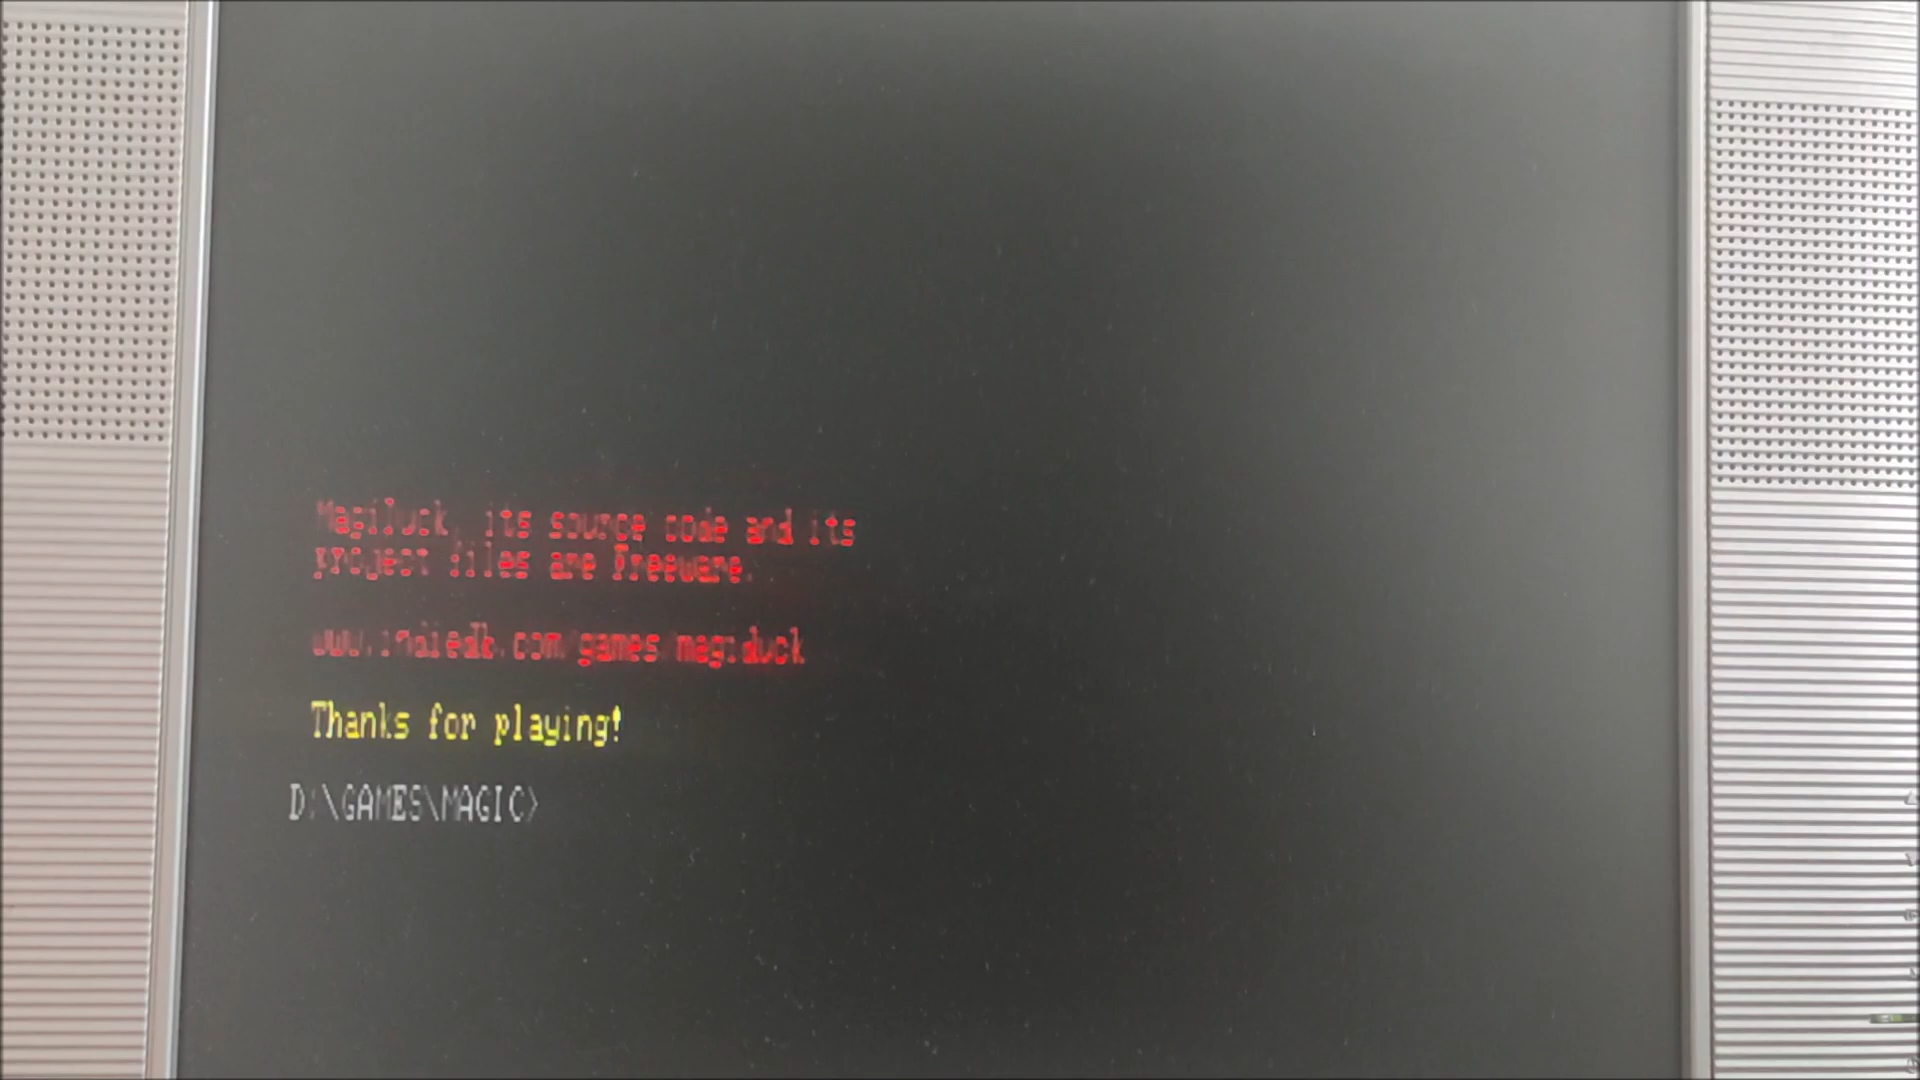 Magiduck, its source code and its
project files are freeware.
www.indiedb.com/games/magiduck
Thanks for playing!
D:\GAMES\MAGIC>